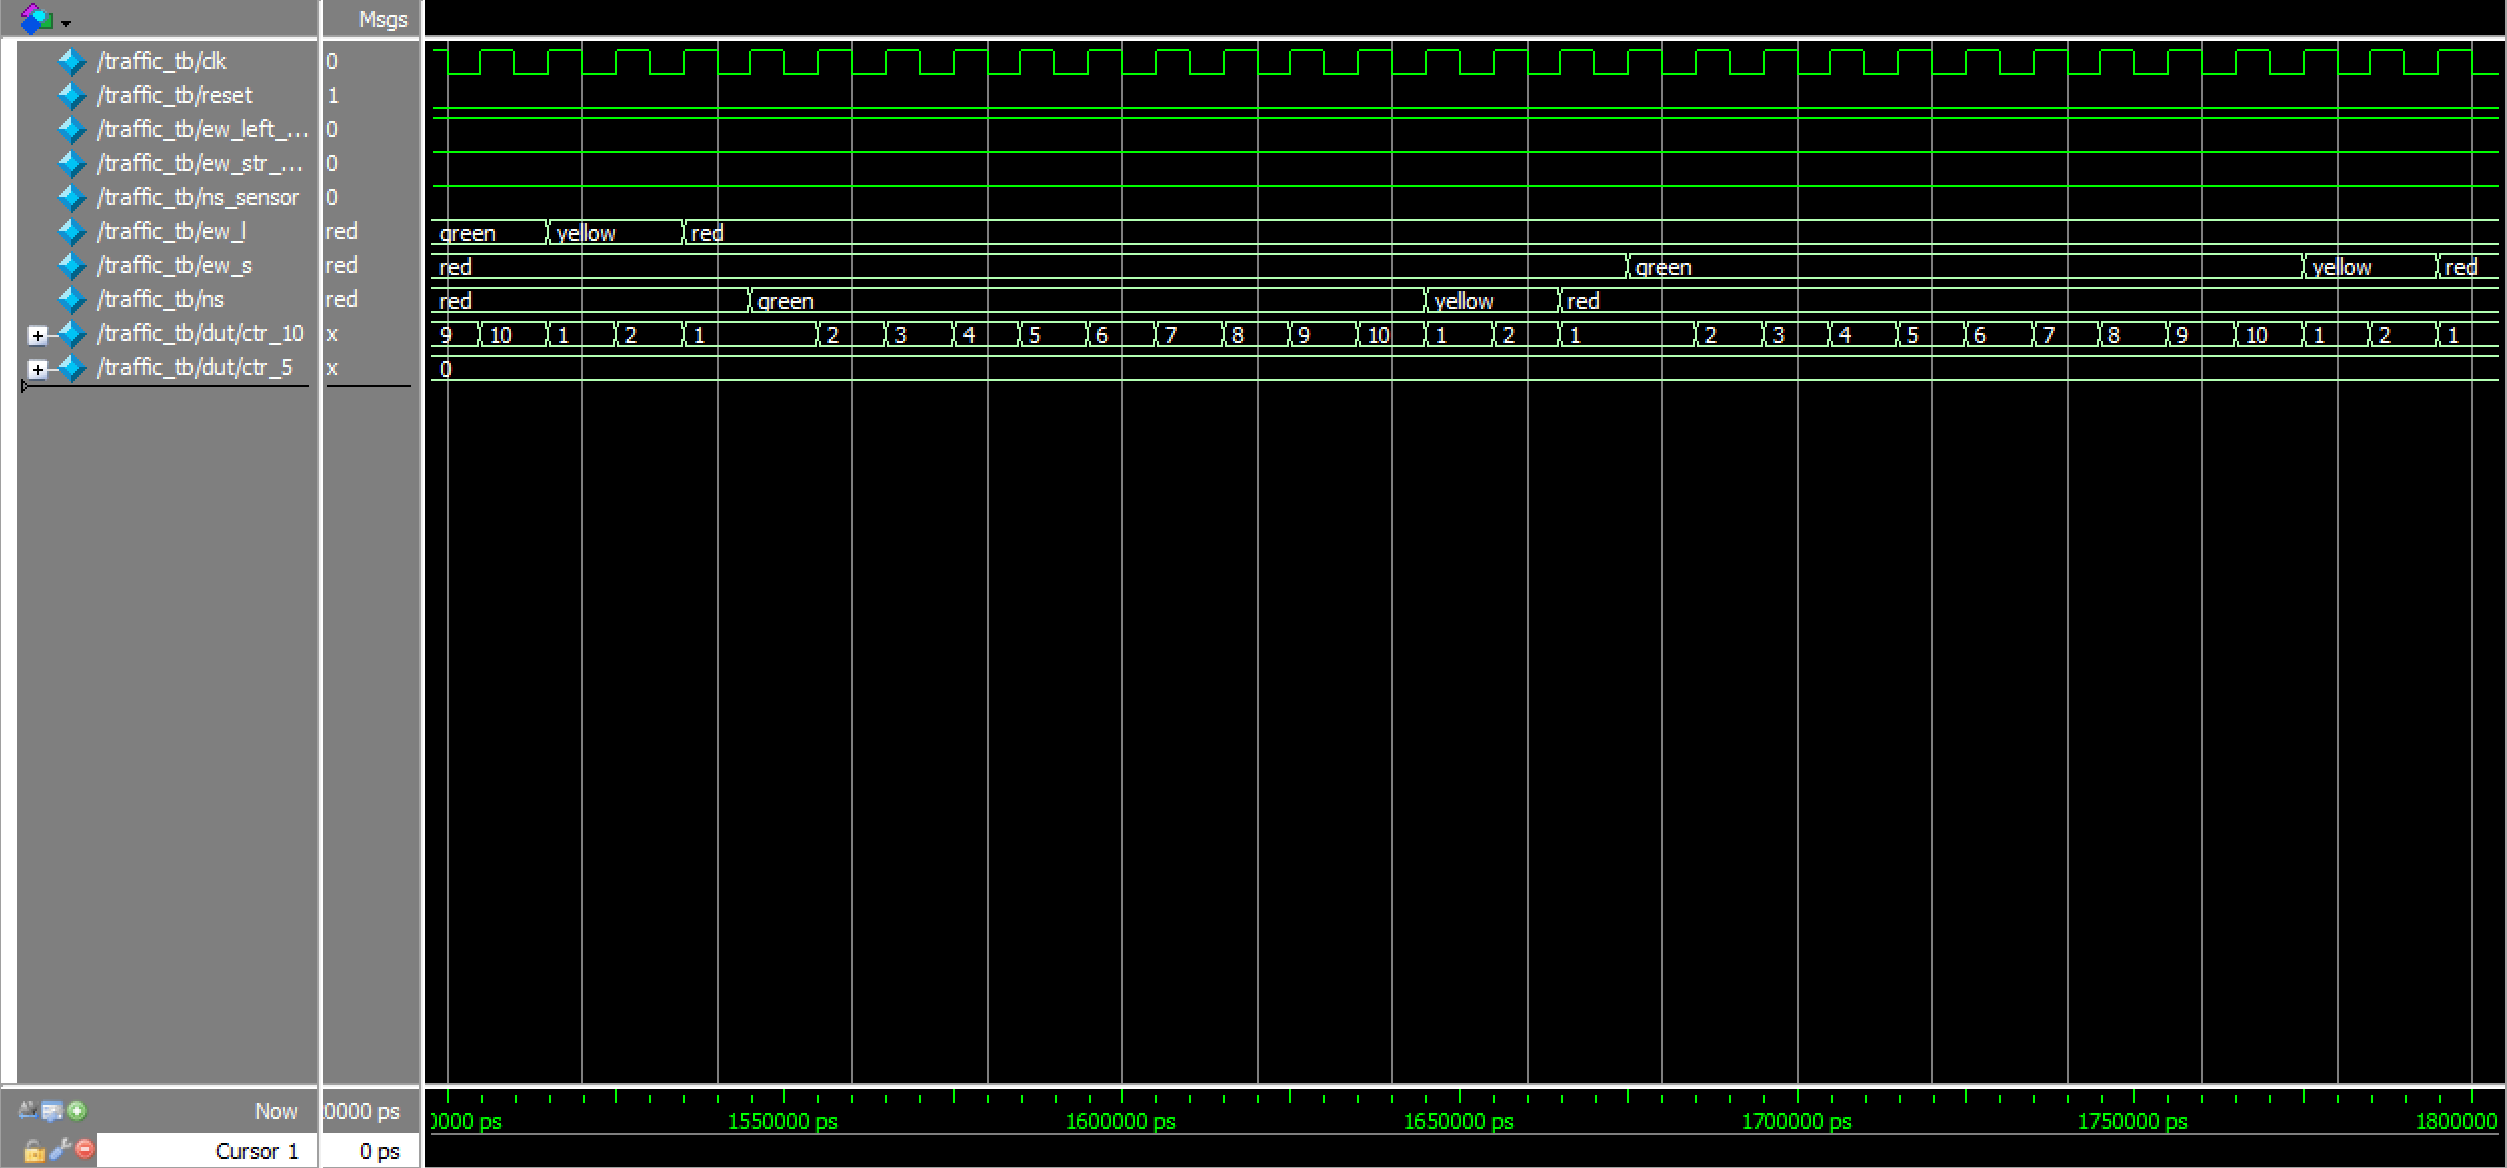 Msgs
/traffic_tb/clk 0
/traffic_tb/reset 1
/traffic_tb/ew_left_... 0
/traffic_tb/ew_str_... 0
/traffic_tb/ns_sensor 0
/traffic_tb/ew_l red green yellow red
/traffic_tb/ew_s red red green yellow red
/traffic_tb/ns red red green yellow red
/traffic_tb/dut/ctr_10 x 9 10 1 2 1 2 3 4 5 6 7 8 9 10 1 2 1 2 3 4 5 6 7 8 9 10 1 2 1
/traffic_tb/dut/ctr_5 x 0
Now 0000 ps 0000 ps 1550000 ps 1600000 ps 1650000 ps 1700000 ps 1750000 ps 1800000
Cursor 1 0 ps